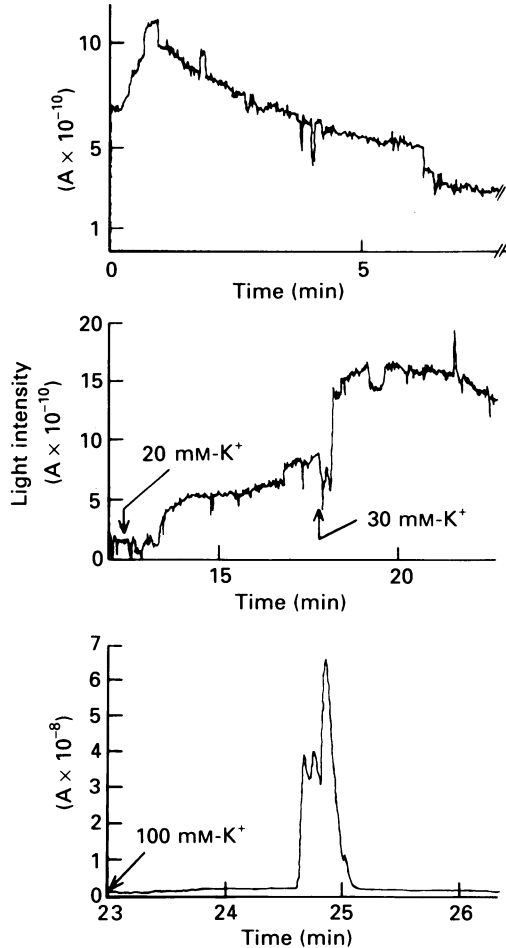 10
5
1
(A × 10⁻¹⁰)
0 5
Time (min)
20
15
10
5
0
Light intensity
(A × 10⁻¹⁰)
20 mM-K⁺
30 mM-K⁺
15 20
Time (min)
7
6
5
4
3
2
1
0
(A × 10⁻⁸)
100 mM-K⁺
23 24 25 26
Time (min)